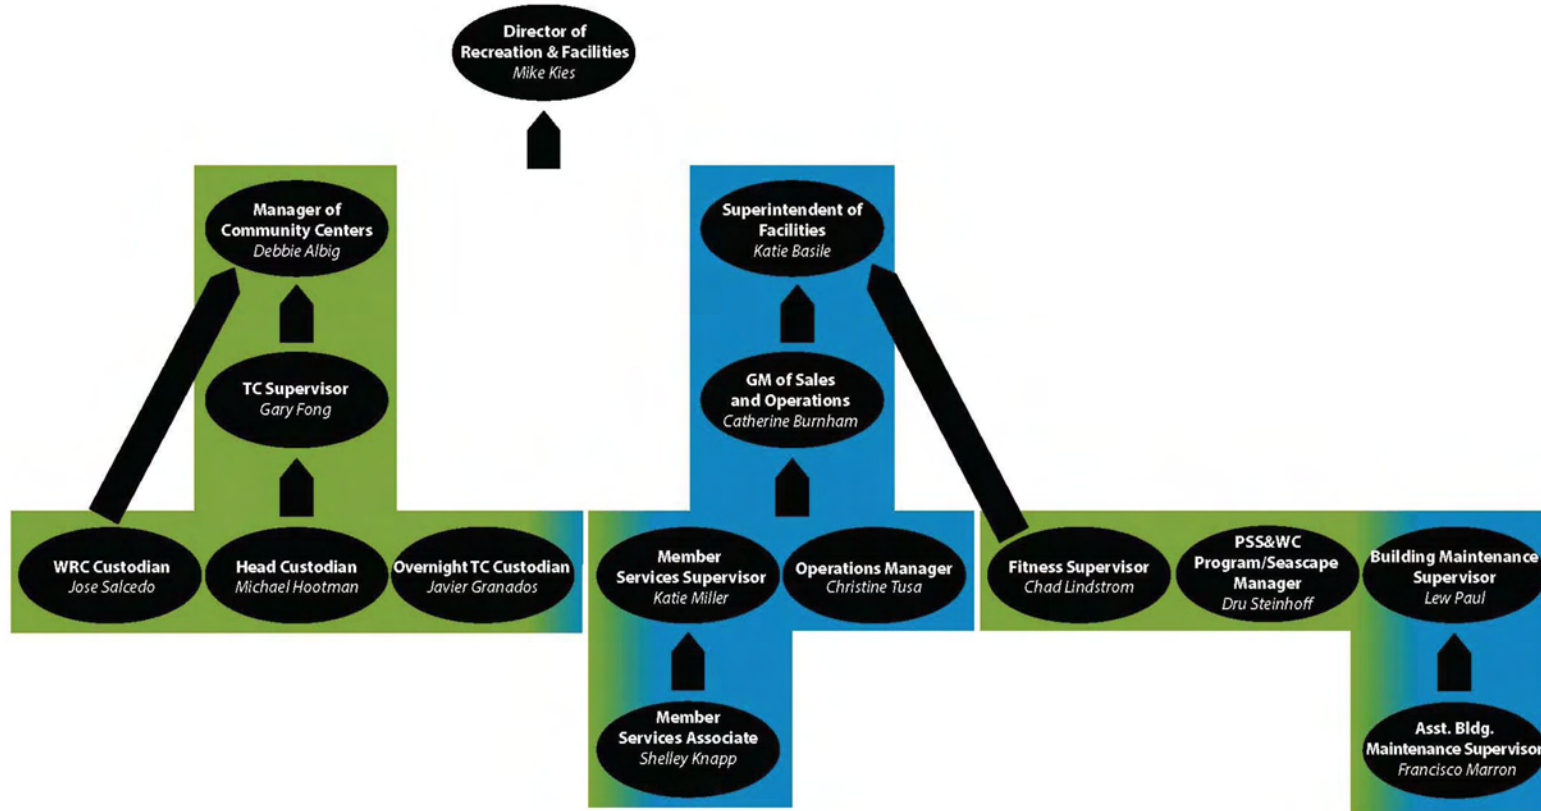 Director of
Recreation & Facilities
Mike Kies
Manager of
Community Centers
Debbie Albig
Superintendent of
Facilities
Katie Basile
TC Supervisor
Gary Fong
GM of Sales
and Operations
Catherine Burnham
WRC Custodian
Jose Salcedo
Head Custodian
Michael Hootman
Overnight TC Custodian
Javier Granados
Member
Services Supervisor
Katie Miller
Operations Manager
Christine Tusa
Fitness Supervisor
Chad Lindstrom
PSS&WC
Program/Seascape
Manager
Dru Steinhoff
Building Maintenance
Supervisor
Lew Paul
Member
Services Associate
Shelley Knapp
Asst. Bldg.
Maintenance Supervisor
Francisco Marron